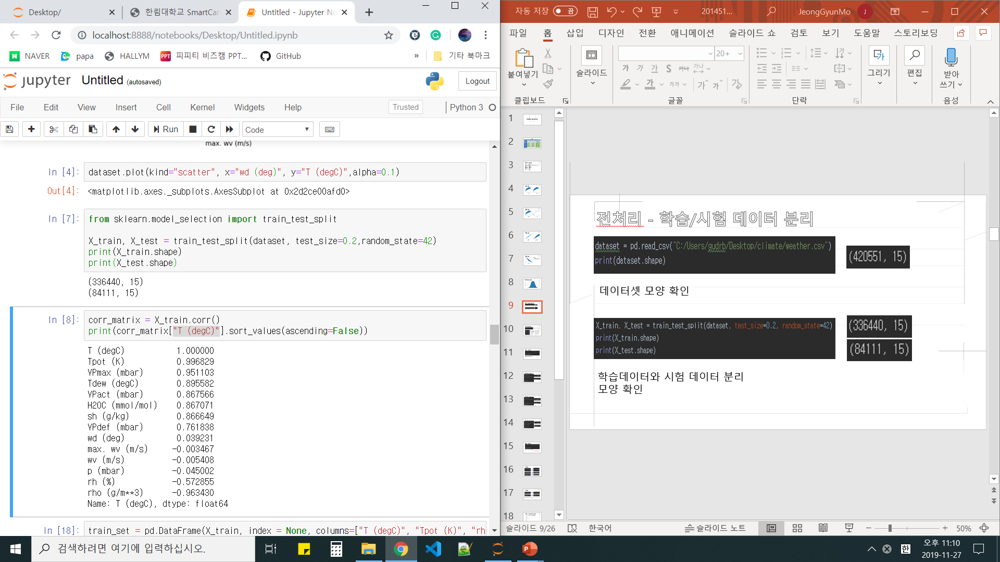 Desktop/
한림대학교 SmartCam
Untitled - Jupyter No
localhost:8888/notebooks/Desktop/Untitled.ipynb
NAVER
papa
HALLYM
피피티 비즈캠 PPT...
GitHub
»
기타 북마크
jupyter Untitled (autosaved)
Logout
File Edit View Insert Cell Kernel Widgets Help
Trusted
Python 3
Run
Code
max. wv (m/s)
In [4]: dataset.plot(kind="scatter", x="wd (deg)", y="T (degC)",alpha=0.1)
Out[4]: <matplotlib.axes._subplots.AxesSubplot at 0x2d2ce00afd0>
In [7]: from sklearn.model_selection import train_test_split
X_train, X_test = train_test_split(dataset, test_size=0.2,random_state=42)
print(X_train.shape)
print(X_test.shape)
(336440, 15)
(84111, 15)
In [8]: corr_matrix = X_train.corr()
print(corr_matrix["T (degC)"].sort_values(ascending=False))
T (degC) 1.000000
Tpot (K) 0.996829
VPmax (mbar) 0.951103
Tdew (degC) 0.895582
VPact (mbar) 0.867566
H2OC (mmol/mol) 0.867071
sh (g/kg) 0.866649
VPdef (mbar) 0.761838
wd (deg) 0.039231
max. wv (m/s) -0.003467
wv (m/s) -0.005408
p (mbar) -0.045002
rh (%) -0.572855
rho (g/m**3) -0.963430
Name: T (degC), dtype: float64
In [18]: train_set = pd.DataFrame(X_train, index = None, columns=["T (degC)", "Tpot (K)", "rh
자동 저장 끔
201451...
JeongGyunMo
J
파일 홈 삽입 디자인 전환 애니메이션 슬라이드 쇼 검토 보기 도움말 스토리보딩
20+
붙여넣기
슬라이드
그리기
편집
받아
쓰기
클립보드
글꼴
단락
음성
1
2
3
4
5
6
7
8
9
10
11
12
13
14
15
16
17
18
전처리 - 학습/시험 데이터 분리
dataset = pd.read_csv("C:/Users/gudrb/Desktop/climate/weather.csv")
print(dataset.shape)
(420551, 15)
데이터셋 모양 확인
X_train, X_test = train_test_split(dataset, test_size=0.2, random_state=42)
print(X_train.shape)
print(X_test.shape)
(336440, 15)
(84111, 15)
학습데이터와 시험 데이터 분리
모양 확인
슬라이드 9/26
한국어
슬라이드 노트
50%
검색하려면 여기에 입력하십시오.
한
오후 11:10
2019-11-27